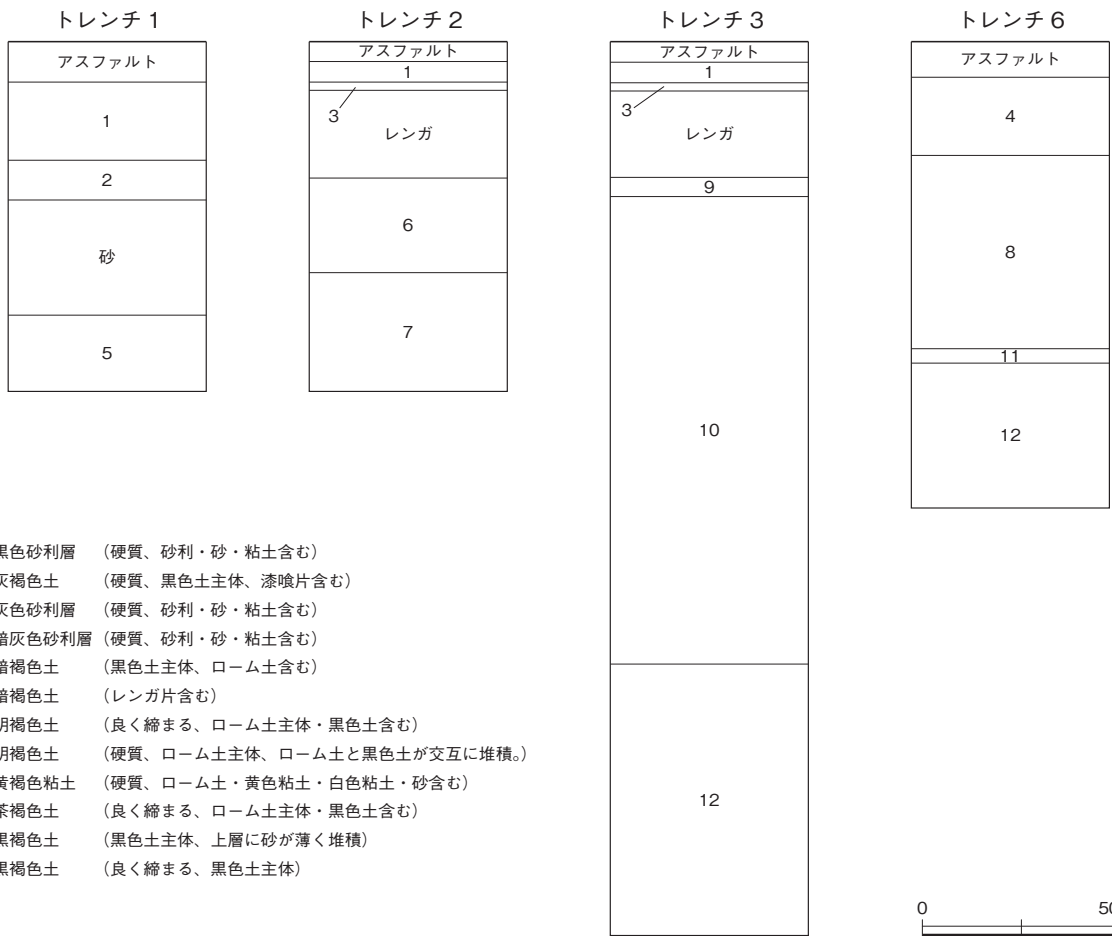 トレンチ 1
アスファルト
1
2
砂
5
トレンチ 2
アスファルト
1
3
レンガ
6
7
トレンチ 3
アスファルト
1
3
レンガ
9
10
12
トレンチ 6
アスファルト
4
8
11
12
黒色砂利層 （硬質、砂利・砂・粘土含む）
灰褐色土 （硬質、黒色土主体、漆喰片含む）
灰色砂利層 （硬質、砂利・砂・粘土含む）
暗灰色砂利層（硬質、砂利・砂・粘土含む）
暗褐色土 （黒色土主体、ローム土含む）
暗褐色土 （レンガ片含む）
明褐色土 （良く締まる、ローム土主体・黒色土含む）
明褐色土 （硬質、ローム土主体、ローム土と黒色土が交互に堆積。）
黄褐色粘土 （硬質、ローム土・黄色粘土・白色粘土・砂含む）
茶褐色土 （良く締まる、ローム土主体・黒色土含む）
黒褐色土 （黒色土主体、上層に砂が薄く堆積）
黒褐色土 （良く締まる、黒色土主体）
0 50